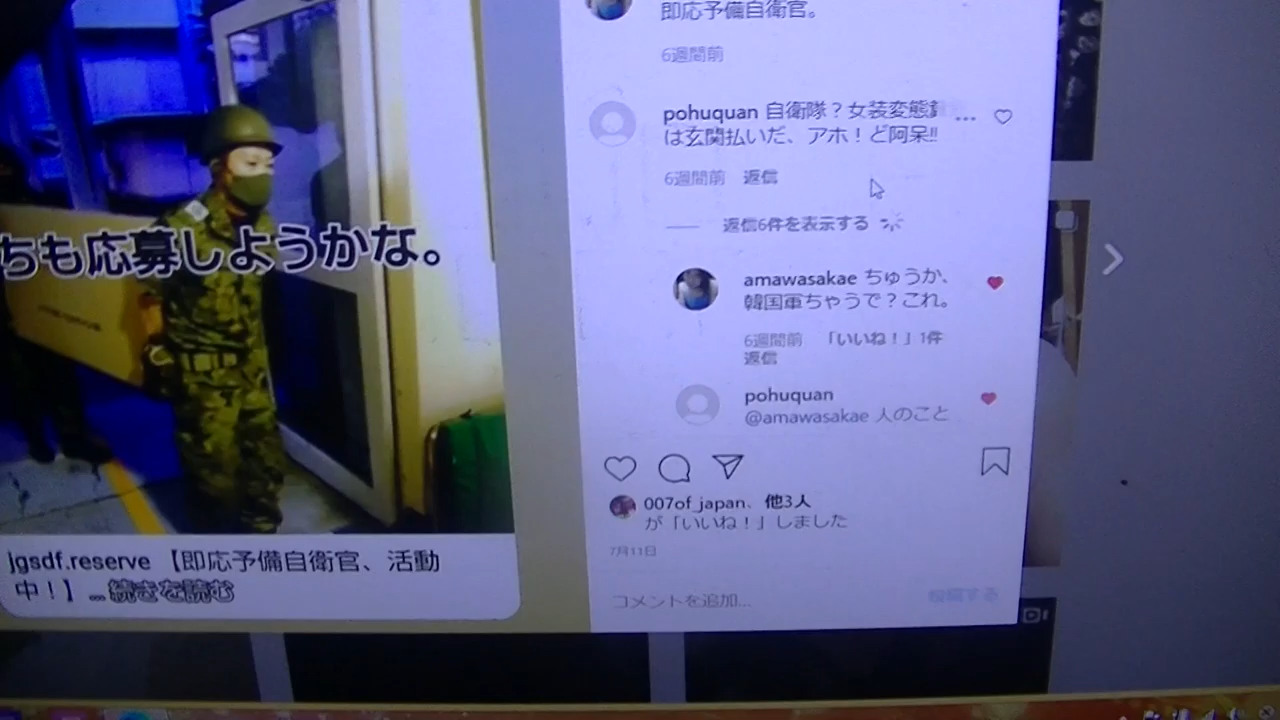 ちも応募しようかな。
jgsdf.reserve 【即応予備自衛官、活動
中！】... 続きを読む
即応予備自衛官。
6週間前
pohuquan 自衛隊？女装変態
は玄関払いだ、アホ！ど阿呆!!
6週間前 返信
返信6件を表示する
amawasakae ちゅうか、
韓国軍ちゃうで？これ。
6週間前 「いいね！」1件
返信
pohuquan
@amawasakae 人のこと
007of_japan、他3人
が「いいね！」しました
7月11日
コメントを追加...
投稿する